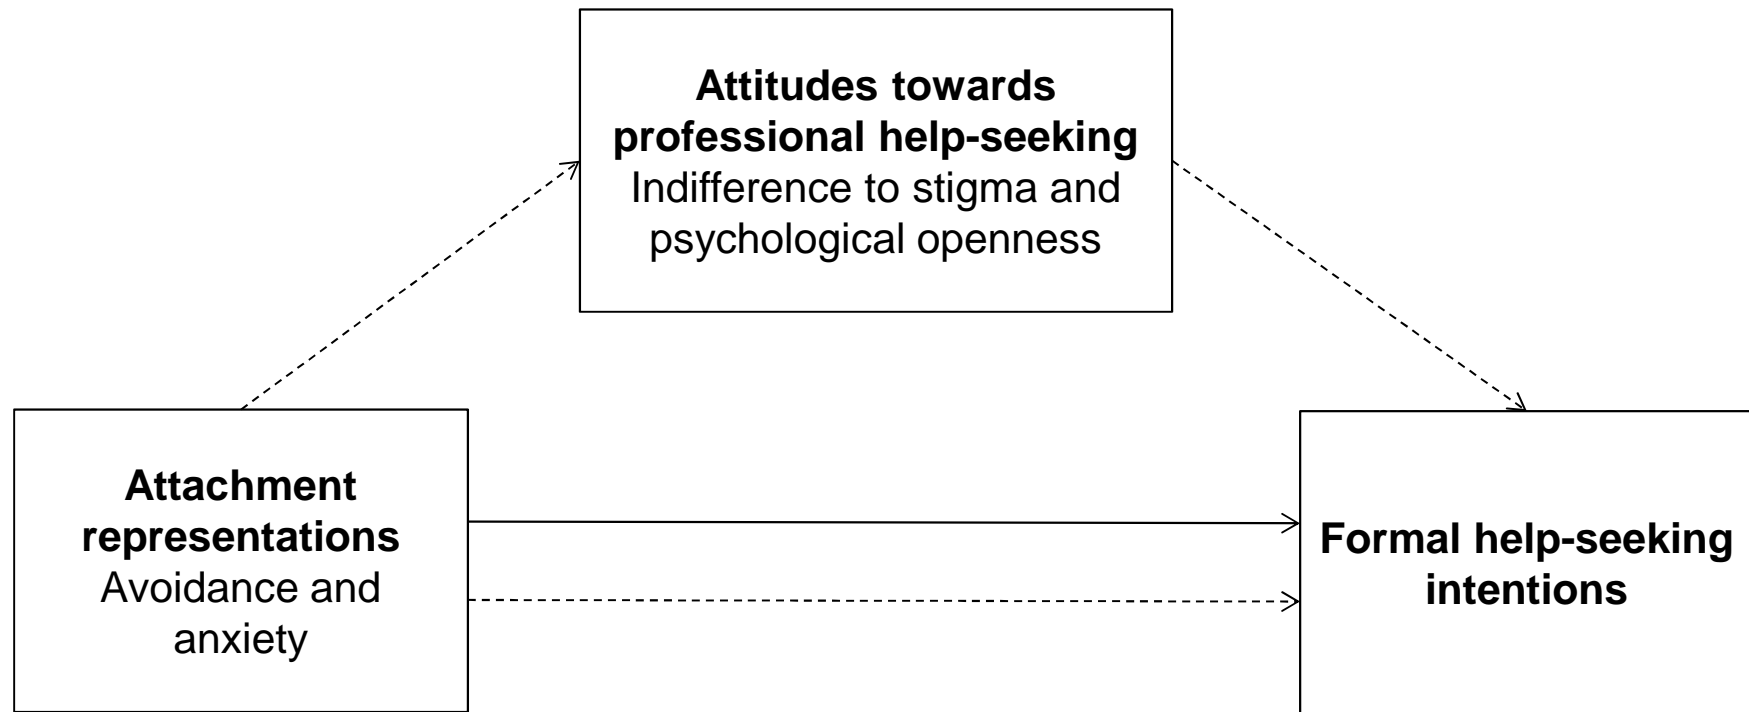 Attitudes towards
professional help-seeking
Indifference to stigma and
psychological openness
Attachment
representations
Avoidance and
anxiety
Formal help-seeking
intentions